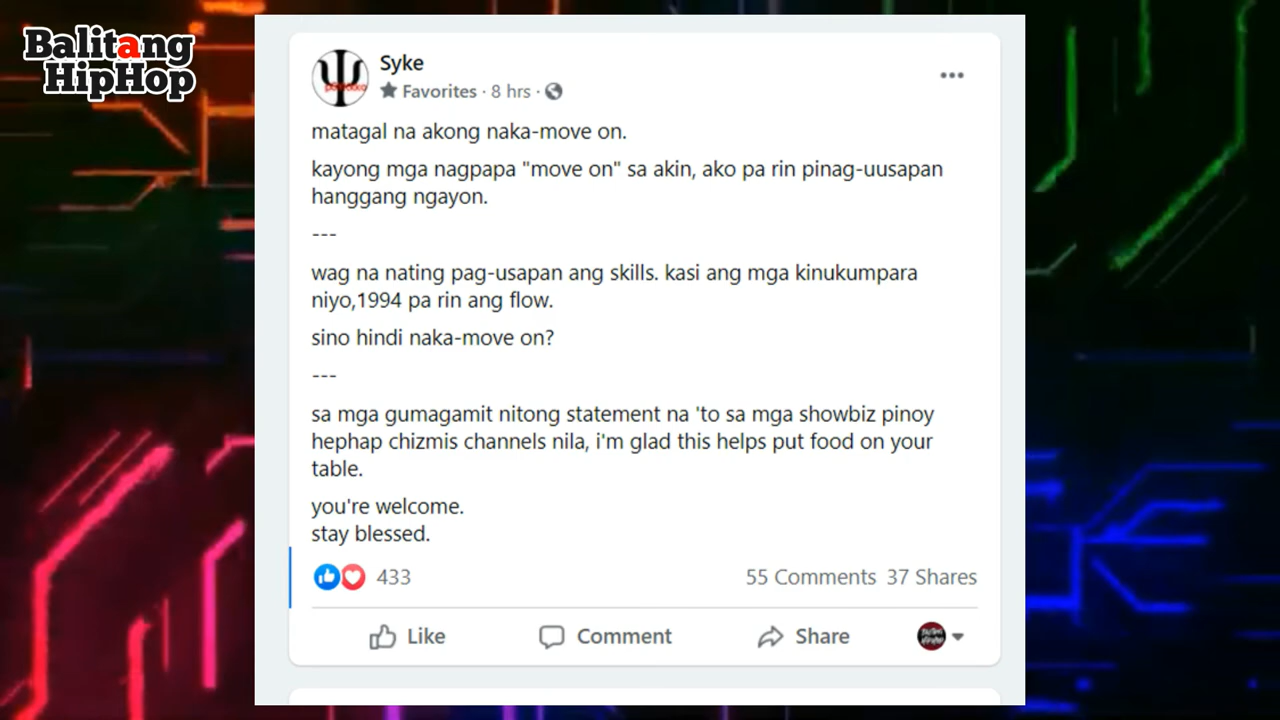 Balitang
HipHop
Syke
Favorites · 8 hrs ·
matagal na akong naka-move on.
kayong mga nagpapa "move on" sa akin, ako pa rin pinag-uusapan
hanggang ngayon.
---
wag na nating pag-usapan ang skills. kasi ang mga kinukumpara
niyo,1994 pa rin ang flow.
sino hindi naka-move on?
---
sa mga gumagamit nitong statement na 'to sa mga showbiz pinoy
hephap chizmis channels nila, i'm glad this helps put food on your
table.
you're welcome.
stay blessed.
433
55 Comments 37 Shares
Like
Comment
Share